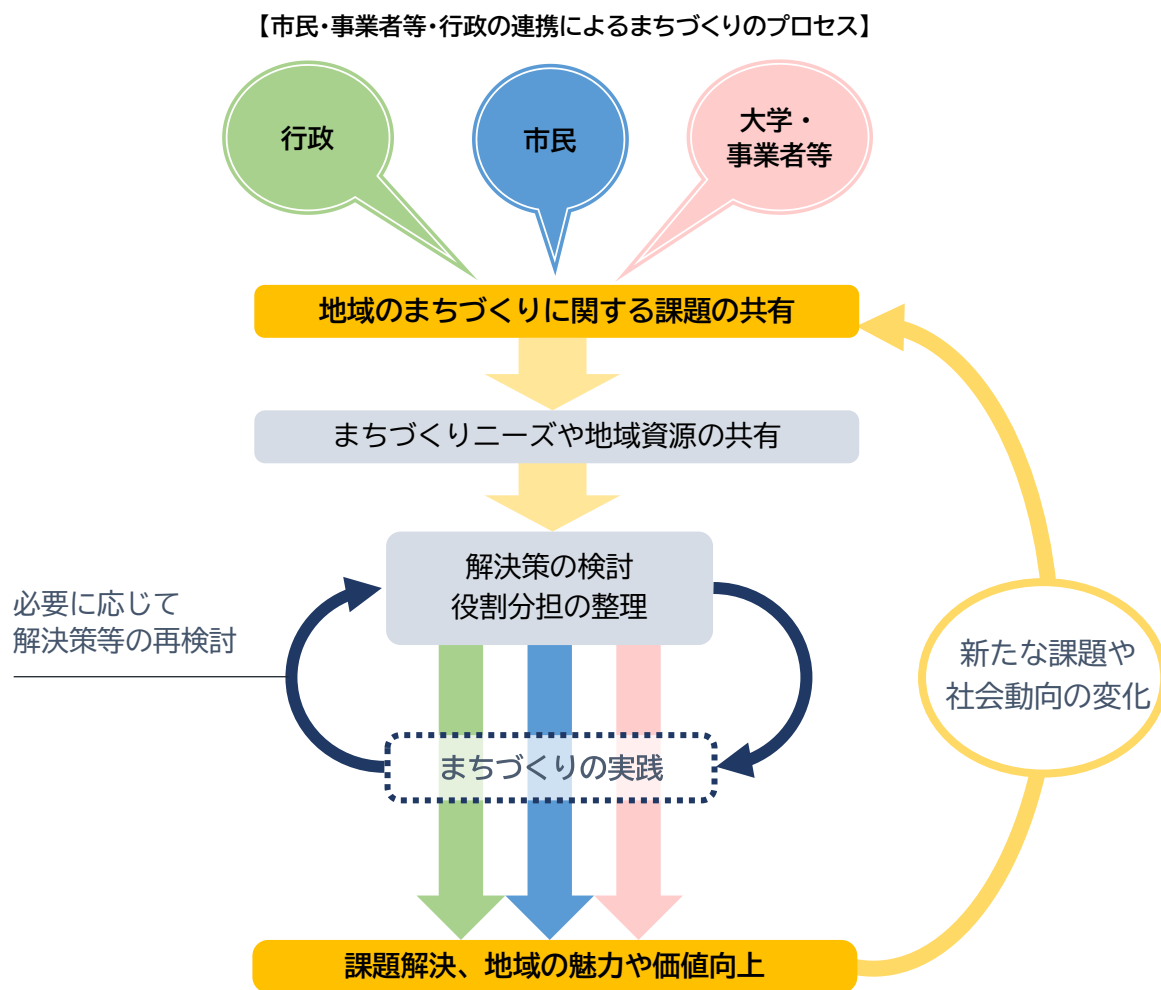 【市民・事業者等・行政の連携によるまちづくりのプロセス】
行政
市民
大学・
事業者等
地域のまちづくりに関する課題の共有
まちづくりニーズや地域資源の共有
解決策の検討
役割分担の整理
必要に応じて
解決策等の再検討
新たな課題や
社会動向の変化
まちづくりの実践
課題解決、地域の魅力や価値向上